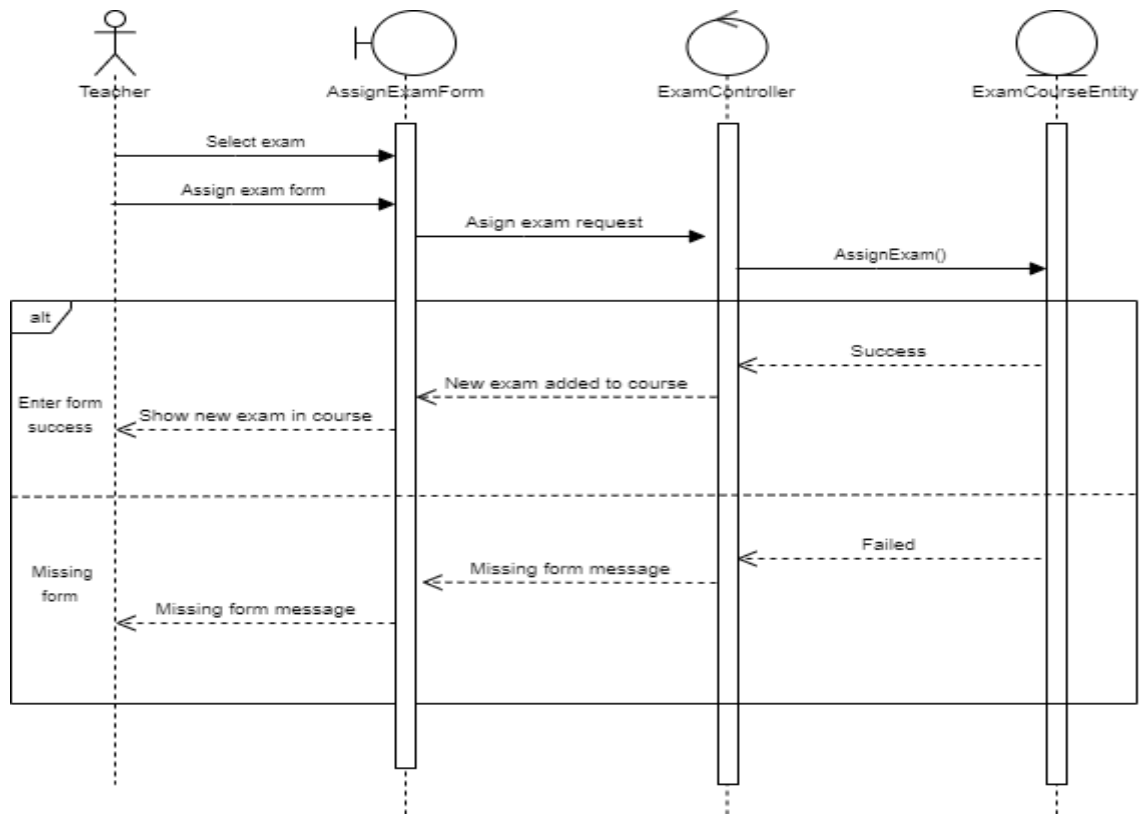 Teacher
AssignExamForm
ExamController
ExamCourseEntity
Select exam
Assign exam form
Asign exam request
AssignExam()
alt
Success
New exam added to course
Enter form
success
Show new exam in course
Failed
Missing
form
Missing form message
Missing form message